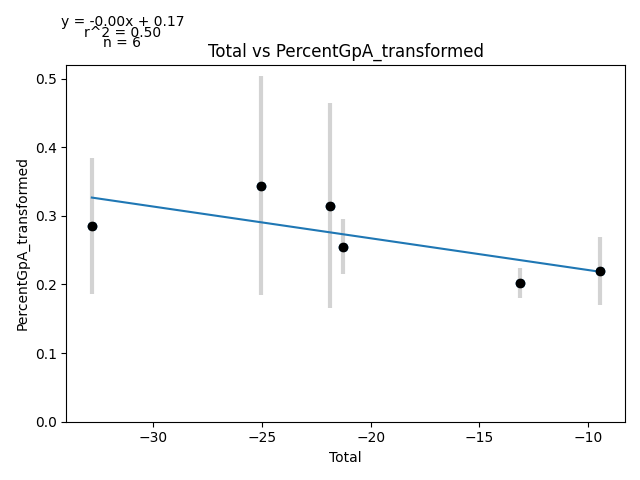 y = -0.00x + 0.17
r^2 = 0.50
n = 6
Total vs PercentGpA_transformed
PercentGpA_transformed
0.5
0.4
0.3
0.2
0.1
0.0
−30
−25
−20
−15
−10
Total